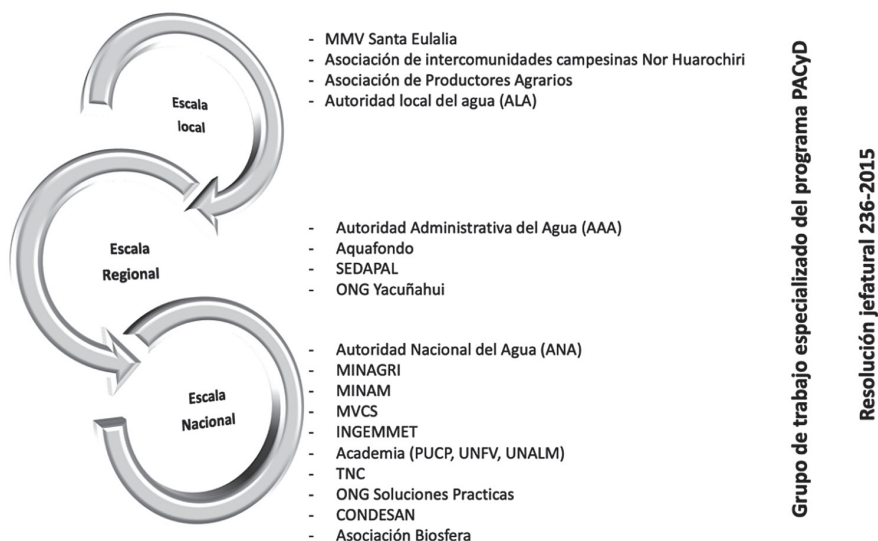 Escala
local
- MMV Santa Eulalia
- Asociación de intercomunidades campesinas Nor Huarochiri
- Asociación de Productores Agrarios
- Autoridad local del agua (ALA)
Escala
Regional
- Autoridad Administrativa del Agua (AAA)
- Aquafondo
- SEDAPAL
- ONG Yacuñahui
Escala
Nacional
- Autoridad Nacional del Agua (ANA)
- MINAGRI
- MINAM
- MVCS
- INGEMMET
- Academia (PUCP, UNFV, UNALM)
- TNC
- ONG Soluciones Practicas
- CONDESAN
- Asociación Biosfera
Grupo de trabajo especializado del programa PACyD
Resolución jefatural 236-2015